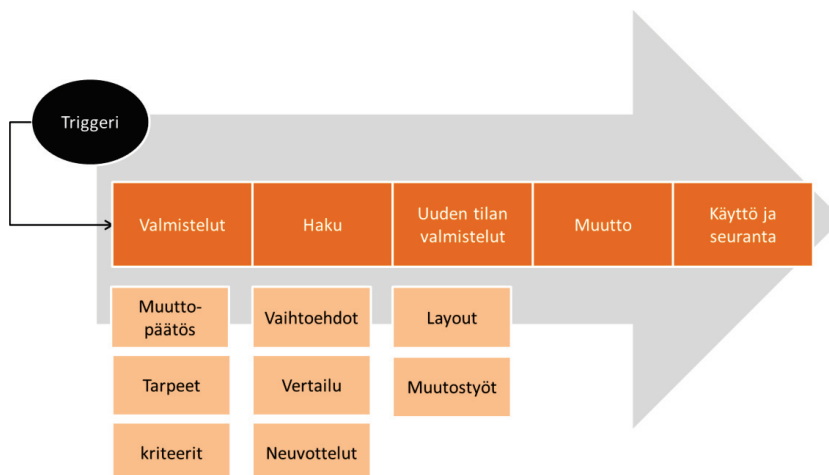 Triggeri
Valmistelut
Haku
Uuden tilan
valmistelut
Muutto
Käyttö ja
seuranta
Muutto-
päätös
Vaihtoehdot
Layout
Tarpeet
Vertailu
Muutostyöt
kriteerit
Neuvottelut